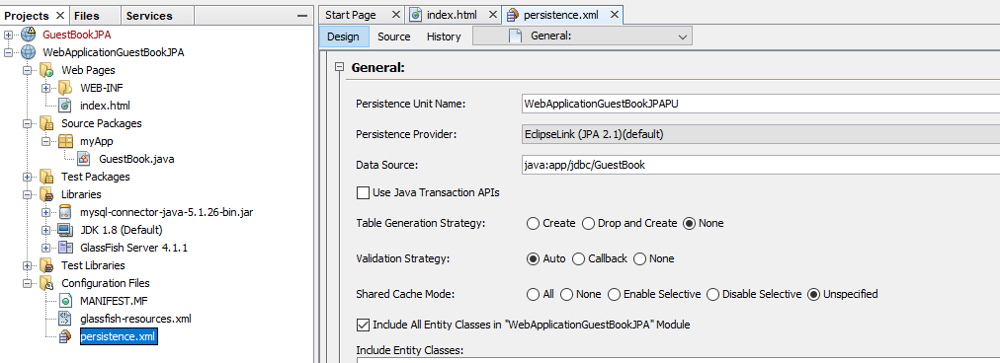 Projects Files Services
GuestBookJPA
WebApplicationGuestBookJPA
Web Pages
WEB-INF
index.html
Source Packages
myApp
GuestBook.java
Test Packages
Libraries
mysql-connector-java-5.1.26-bin.jar
JDK 1.8 (Default)
GlassFish Server 4.1.1
Test Libraries
Configuration Files
MANIFEST.MF
glassfish-resources.xml
persistence.xml
Start Page index.html persistence.xml
Design Source History General:
General:
Persistence Unit Name: WebApplicationGuestBookJPAPU
Persistence Provider: EclipseLink (JPA 2.1)(default)
Data Source: java:app/jdbc/GuestBook
Use Java Transaction APIs
Table Generation Strategy: Create Drop and Create None
Validation Strategy: Auto Callback None
Shared Cache Mode: All None Enable Selective Disable Selective Unspecified
Include All Entity Classes in "WebApplicationGuestBookJPA" Module
Include Entity Classes: